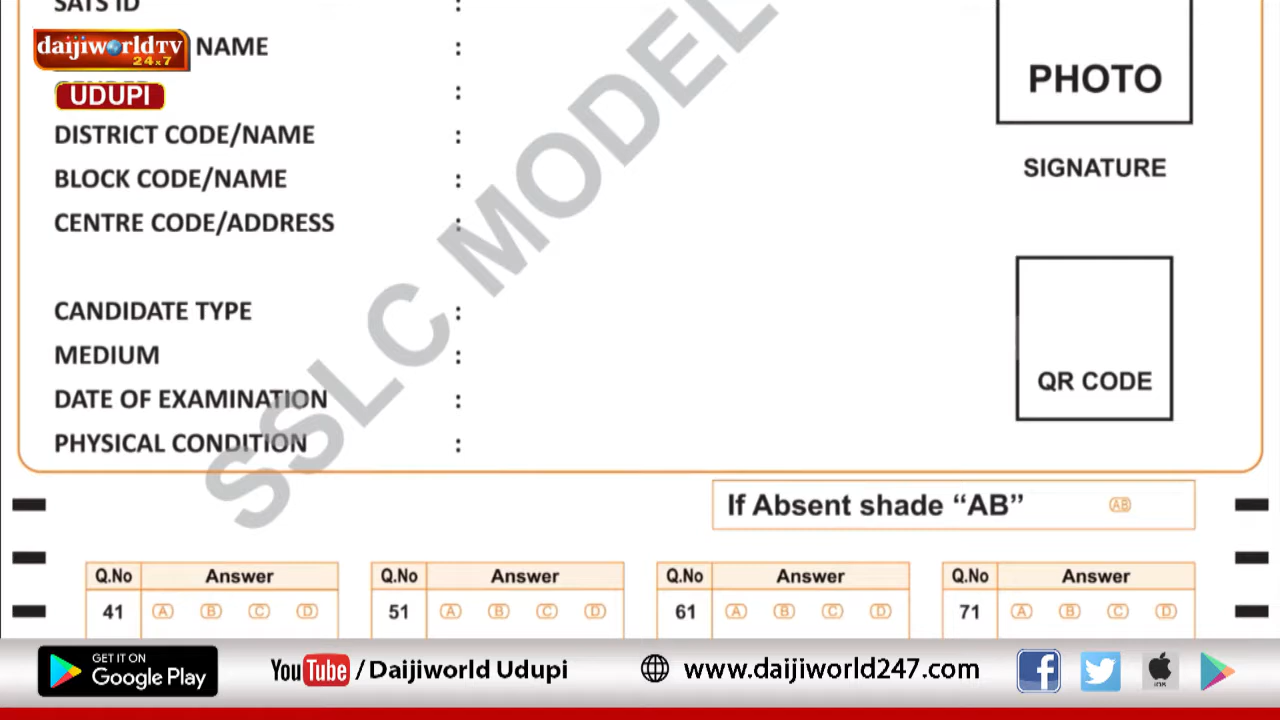 SATS ID :
daijiworldTV
24x7
NAME :
UDUPI :
DISTRICT CODE/NAME :
BLOCK CODE/NAME :
CENTRE CODE/ADDRESS :
CANDIDATE TYPE :
MEDIUM :
DATE OF EXAMINATION :
PHYSICAL CONDITION :
SSLC MODEL
PHOTO
SIGNATURE
QR CODE
If Absent shade “AB” AB
Q.No Answer Q.No Answer Q.No Answer Q.No Answer
41 A B C D 51 A B C D 61 A B C D 71 A B C D
GET IT ON
Google Play
YouTube / Daijiworld Udupi
www.daijiworld247.com
f